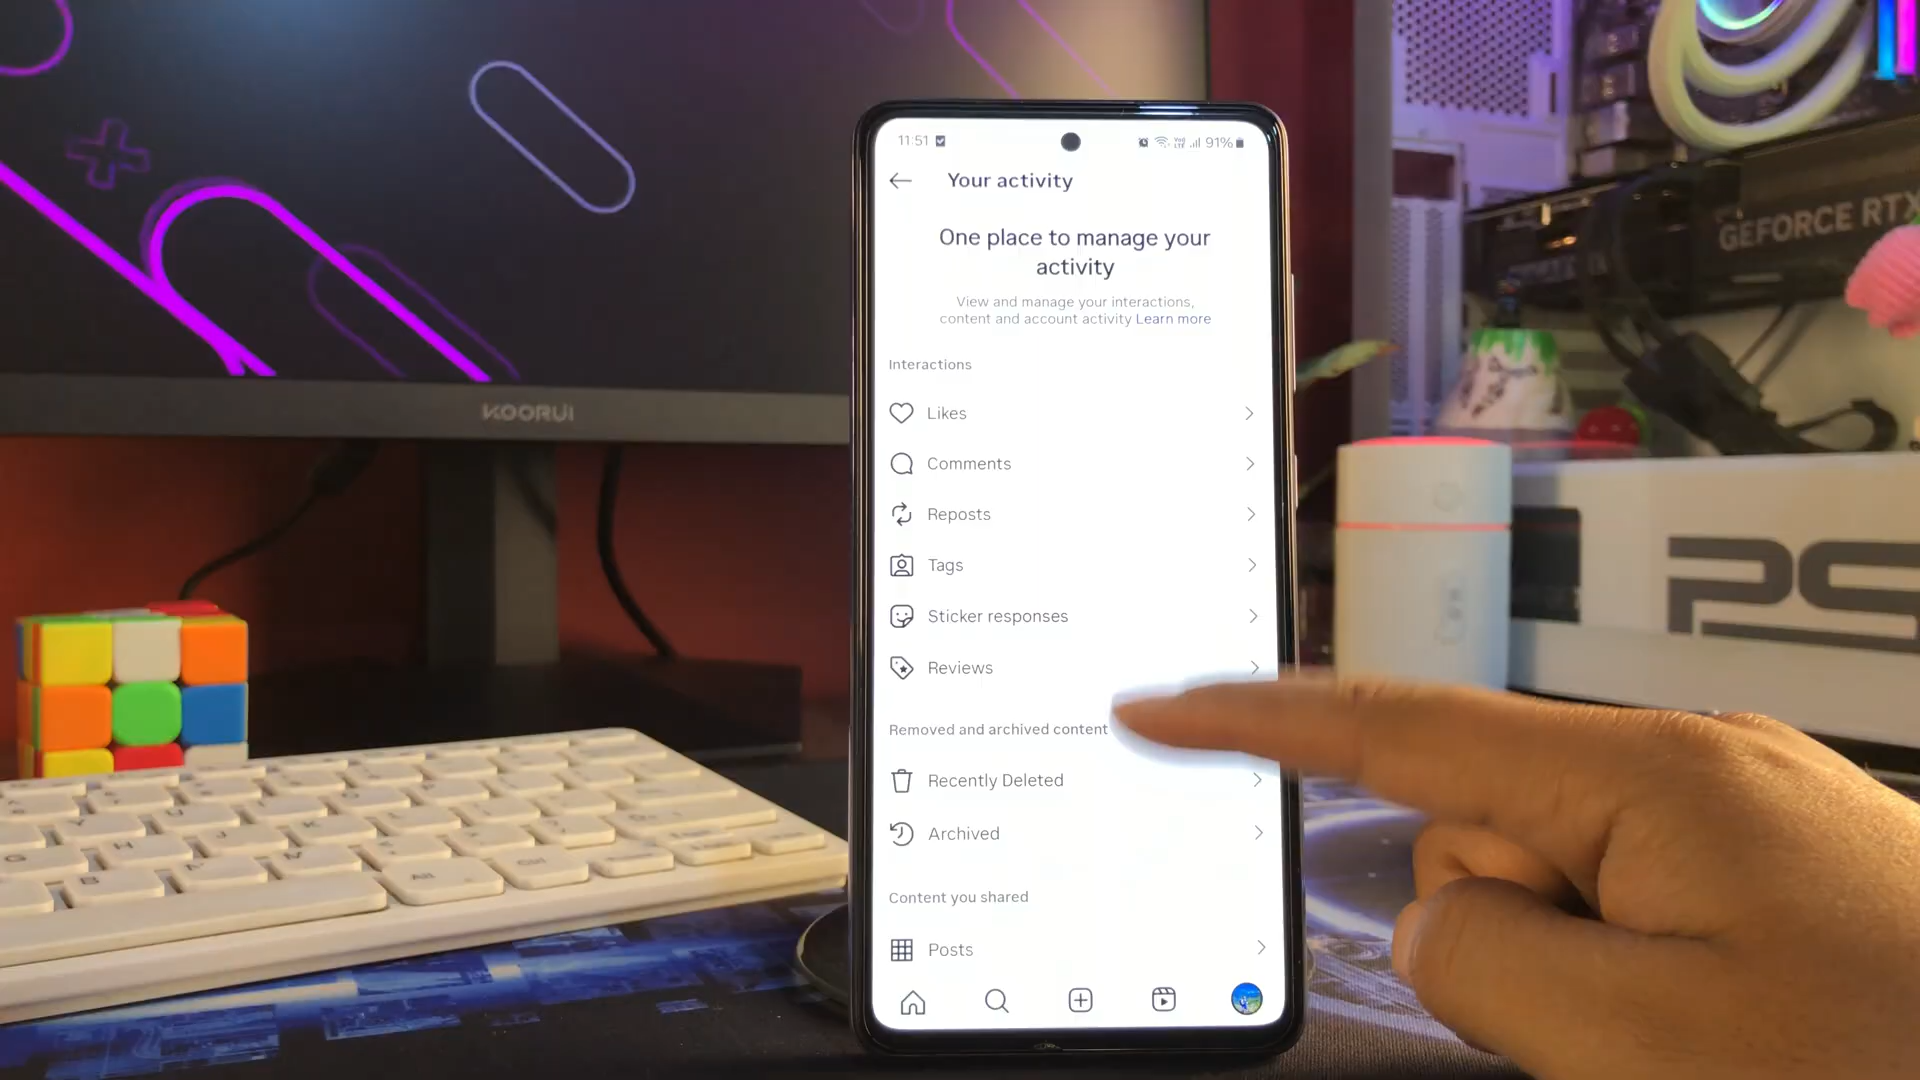 11:51
91%
Your activity
One place to manage your
activity
View and manage your interactions,
content and account activity Learn more
Interactions
Likes
Comments
Reposts
Tags
Sticker responses
Reviews
Removed and archived content
Recently Deleted
Archived
Content you shared
Posts
KOORUI
GEFORCE RTX
Alt
Ctrl
G
H
J
K
L
Y
U
B